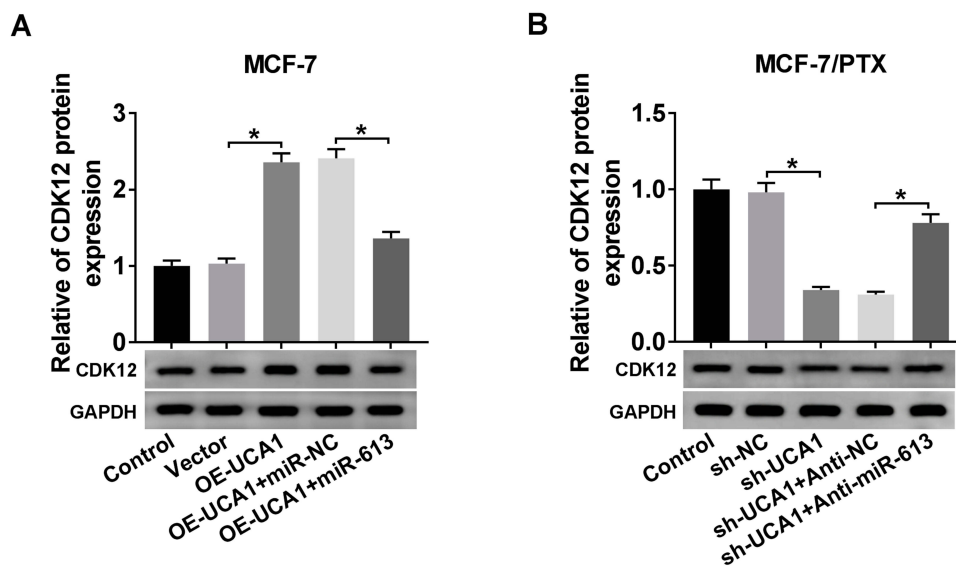 A
MCF-7
Relative of CDK12 protein
expression
3
2
1
0
*
*
CDK12
GAPDH
Control
Vector
OE-UCA1
OE-UCA1+miR-NC
OE-UCA1+miR-613
B
MCF-7/PTX
Relative of CDK12 protein
expression
1.5
1.0
0.5
0.0
*
*
CDK12
GAPDH
Control
sh-NC
sh-UCA1
sh-UCA1+Anti-NC
sh-UCA1+Anti-miR-613